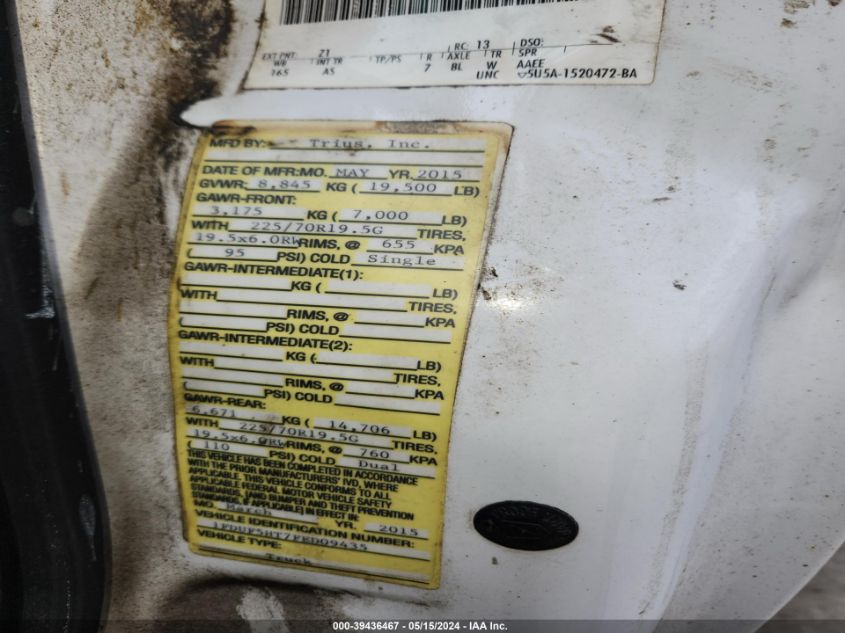 RC: 13 DSO:
EXT PNT: Z1
WB INT TR TP/PS R AXLE TR SPR
165 AS 7 8L W AAEE
UNC 5U5A-1520472-BA
MFD BY: Trius, Inc.
DATE OF MFR:MO. MAY YR. 2015
GVWR: 8,845 KG ( 19,500 LB)
GAWR-FRONT:
3,175 KG ( 7,000 LB)
WITH 225/70R19.5G TIRES,
19.5x6.0RW RIMS, @ 655 KPA
( 95 PSI) COLD Single
GAWR-INTERMEDIATE(1):
KG ( LB)
WITH TIRES,
RIMS, @ KPA
( PSI) COLD
GAWR-INTERMEDIATE(2):
KG ( LB)
WITH TIRES,
RIMS, @ KPA
( PSI) COLD
GAWR-REAR:
6,671 KG ( 14,706 LB)
WITH 225/70R19.5G TIRES,
19.5x6.0RW RIMS, @ 760 KPA
( 110 PSI) COLD Dual
THIS VEHICLE HAS BEEN COMPLETED IN ACCORDANCE
WITH THE PRIOR MANUFACTURERS' IVD, WHERE
APPLICABLE. THIS VEHICLE CONFORMS TO ALL
APPLICABLE FEDERAL MOTOR VEHICLE SAFETY
STANDARDS, [AND BUMPER AND THEFT PREVENTION
STANDARDS, IF APPLICABLE] IN EFFECT IN:
MO. March YR. 2015
VEHICLE IDENTIFICATION NUMBER:
1FDUF5HT7FED09435
VEHICLE TYPE:
Truck
000-39436467 - 05/15/2024 - IAA Inc.